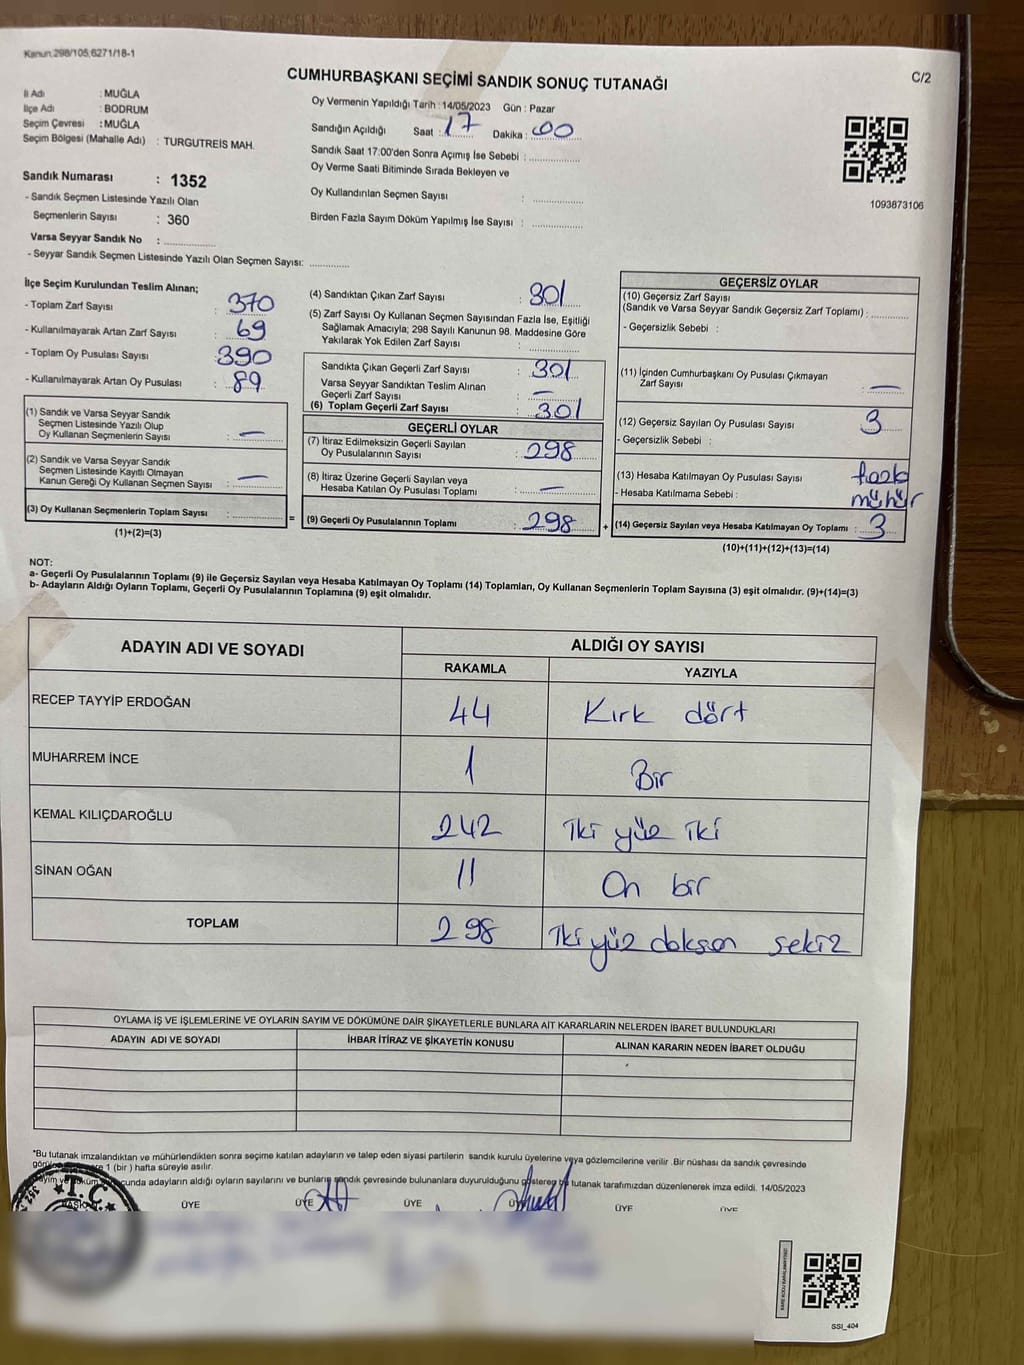 Kanun.298/105,6271/18-1
CUMHURBAŞKANI SEÇİMİ SANDIK SONUÇ TUTANAĞI
C/2
İl Adı : MUĞLA
İlçe Adı : BODRUM
Seçim Çevresi : MUĞLA
Seçim Bölgesi (Mahalle Adı) : TURGUTREİS MAH.
Oy Vermenin Yapıldığı Tarih : 14/05/2023 Gün : Pazar
Sandığın Açıldığı Saat : 17 Dakika : 00
Sandık Saat 17:00'den Sonra Açımış İse Sebebi :
Oy Verme Saati Bitiminde Sırada Bekleyen ve
Oy Kullandırılan Seçmen Sayısı :
Birden Fazla Sayım Döküm Yapılmış İse Sayısı :
1093873106
Sandık Numarası : 1352
- Sandık Seçmen Listesinde Yazılı Olan
Seçmenlerin Sayısı : 360
Varsa Seyyar Sandık No :
- Seyyar Sandık Seçmen Listesinde Yazılı Olan Seçmen Sayısı:
İlçe Seçim Kurulundan Teslim Alınan;
- Toplam Zarf Sayısı : 370
- Kullanılmayarak Artan Zarf Sayısı : 69
- Toplam Oy Pusulası Sayısı : 390
- Kullanılmayarak Artan Oy Pusulası : 89
(1) Sandık ve Varsa Seyyar Sandık
Seçmen Listesinde Yazılı Olup
Oy Kullanan Seçmenlerin Sayısı : —
(2) Sandık ve Varsa Seyyar Sandık
Seçmen Listesinde Kayıtlı Olmayan
Kanun Gereği Oy Kullanan Seçmen Sayısı : —
(3) Oy Kullanan Seçmenlerin Toplam Sayısı : =
(1)+(2)=(3)
(4) Sandıktan Çıkan Zarf Sayısı : 301
(5) Zarf Sayısı Oy Kullanan Seçmen Sayısından Fazla İse, Eşitliği
Sağlamak Amacıyla; 298 Sayılı Kanunun 98. Maddesine Göre
Yakılarak Yok Edilen Zarf Sayısı :
Sandıkta Çıkan Geçerli Zarf Sayısı : 301
Varsa Seyyar Sandıktan Teslim Alınan
Geçerli Zarf Sayısı : —
(6) Toplam Geçerli Zarf Sayısı : 301
GEÇERLİ OYLAR
(7) İtiraz Edilmeksizin Geçerli Sayılan
Oy Pusulalarının Sayısı : 298
(8) İtiraz Üzerine Geçerli Sayılan veya
Hesaba Katılan Oy Pusulası Toplamı : —
(9) Geçerli Oy Pusulalarının Toplamı : 298 +
GEÇERSİZ OYLAR
(10) Geçersiz Zarf Sayısı
(Sandık ve Varsa Seyyar Sandık Geçersiz Zarf Toplamı) :
- Geçersizlik Sebebi :
(11) İçinden Cumhurbaşkanı Oy Pusulası Çıkmayan
Zarf Sayısı : —
(12) Geçersiz Sayılan Oy Pusulası Sayısı : 3
- Geçersizlik Sebebi :
(13) Hesaba Katılmayan Oy Pusulası Sayısı :
- Hesaba Katılmama Sebebi : mühür
(14) Geçersiz Sayılan veya Hesaba Katılmayan Oy Toplamı : 3
(10)+(11)+(12)+(13)=(14)
NOT:
a- Geçerli Oy Pusulalarının Toplamı (9) ile Geçersiz Sayılan veya Hesaba Katılmayan Oy Toplamı (14) Toplamları, Oy Kullanan Seçmenlerin Toplam Sayısına (3) eşit olmalıdır. (9)+(14)=(3)
b- Adayların Aldığı Oyların Toplamı, Geçerli Oy Pusulalarının Toplamına (9) eşit olmalıdır.
ADAYIN ADI VE SOYADI
ALDIĞI OY SAYISI
RAKAMLA YAZIYLA
RECEP TAYYİP ERDOĞAN 44 Kırk dört
MUHARREM İNCE 1 Bir
KEMAL KILIÇDAROĞLU 242 iki yüz iki
SİNAN OĞAN 11 On bir
TOPLAM 298 iki yüz doksan sekiz
OYLAMA İŞ VE İŞLEMLERİNE VE OYLARIN SAYIM VE DÖKÜMÜNE DAİR ŞİKAYETLERLE BUNLARA AİT KARARLARIN NELERDEN İBARET BULUNDUKLARI
ADAYIN ADI VE SOYADI İHBAR İTİRAZ VE ŞİKAYETİN KONUSU ALINAN KARARIN NEDEN İBARET OLDUĞU
*Bu tutanak imzalandıktan ve mühürlendikten sonra seçime katılan adayların ve talep eden siyasi partilerin sandık kurulu üyelerine veya gözlemcilerine verilir .Bir nüshası da sandık çevresinde
1 (bir ) hafta süreyle asılır.
adayların aldığı oyların sayılarını ve bunların sandık çevresinde bulunanlara duyurulduğunu gösteren tutanak tarafımızdan düzenlenerek imza edildi. 14/05/2023
T.C.
ÜYE ÜYE ÜYE ÜYE ÜYE
SSI_404